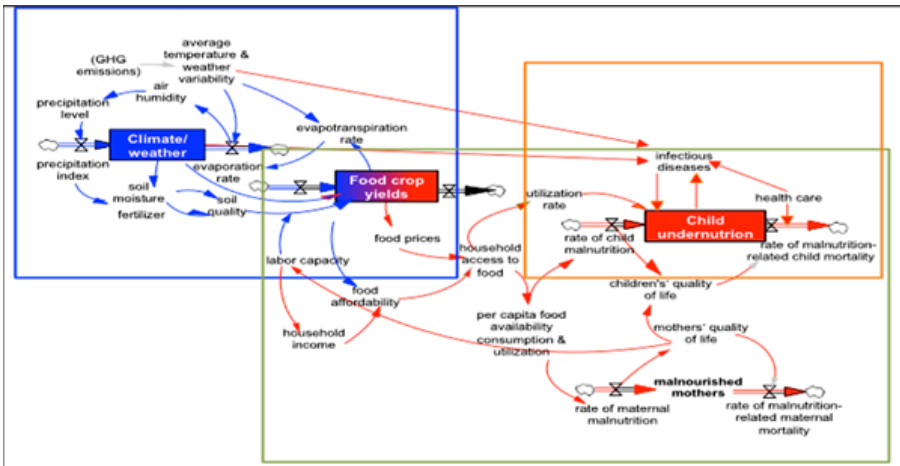 (GHG
emissions)
average
temperature &
weather
variability
air
humidity
precipitation
level
Climate/
weather
precipitation
index
evaporation
rate
evapotranspiration
rate
soil
moisture
fertilizer
soil
quality
Food crop
yields
food prices
labor capacity
food
affordability
household
income
household
access to
food
utilization
rate
infectious
diseases
health care
Child
undernutrition
rate of child
malnutrition
rate of malnutrition-
related child mortality
children's' quality
of life
per capita food
availability
consumption &
utilization
mothers' quality
of life
malnourished
mothers
rate of maternal
malnutrition
rate of malnutrition-
related maternal
mortality